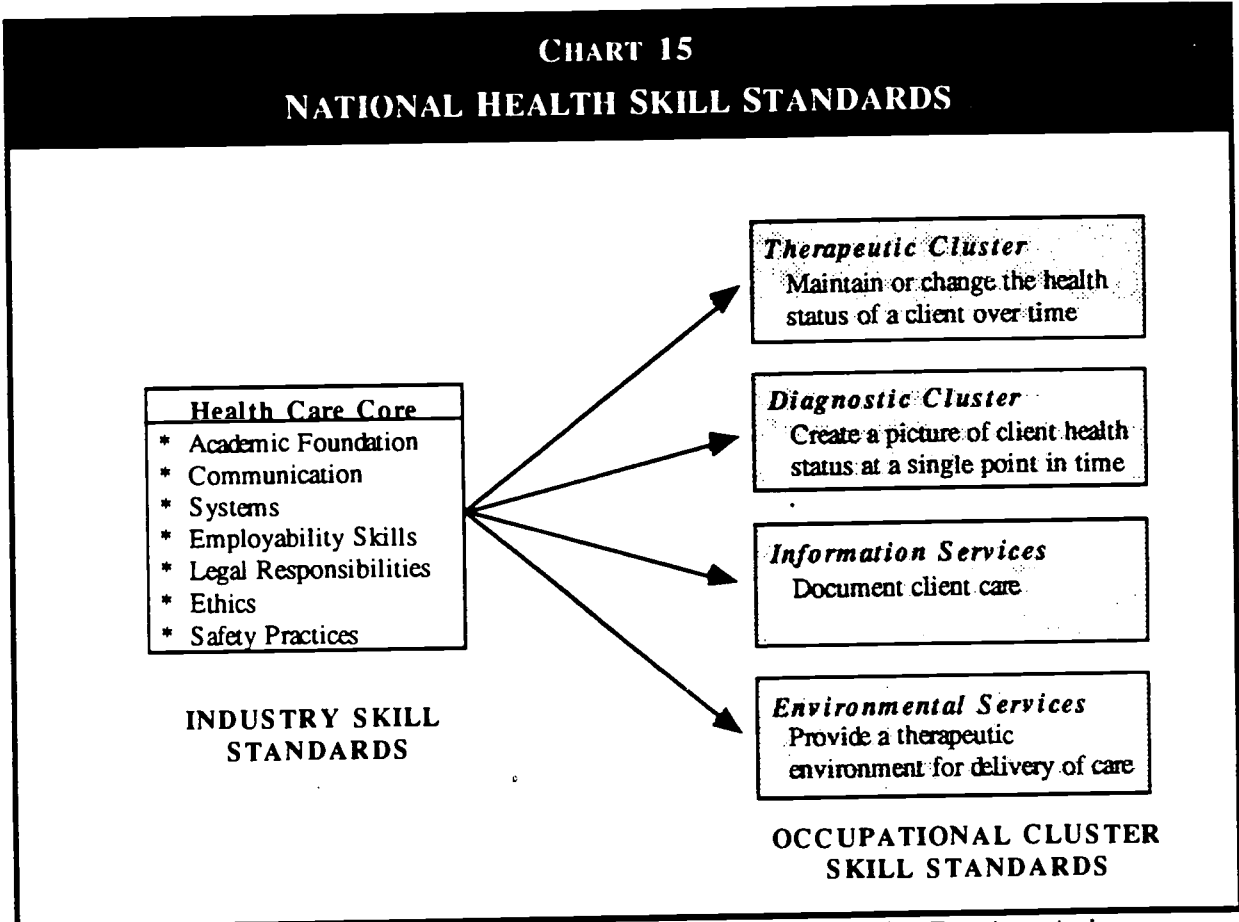 CHART 15
NATIONAL HEALTH SKILL STANDARDS
Health Care Core
* Academic Foundation
* Communication
* Systems
* Employability Skills
* Legal Responsibilities
* Ethics
* Safety Practices
INDUSTRY SKILL
STANDARDS
Therapeutic Cluster
Maintain or change the health
status of a client over time
Diagnostic Cluster
Create a picture of client health
status at a single point in time
Information Services
Document client care
Environmental Services
Provide a therapeutic
environment for delivery of care
OCCUPATIONAL CLUSTER
SKILL STANDARDS